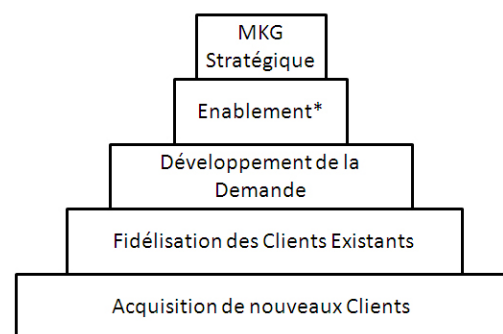 MKG
Stratégique
Enablement*
Développement de la
Demande
Fidélisation des Clients Existants
Acquisition de nouveaux Clients